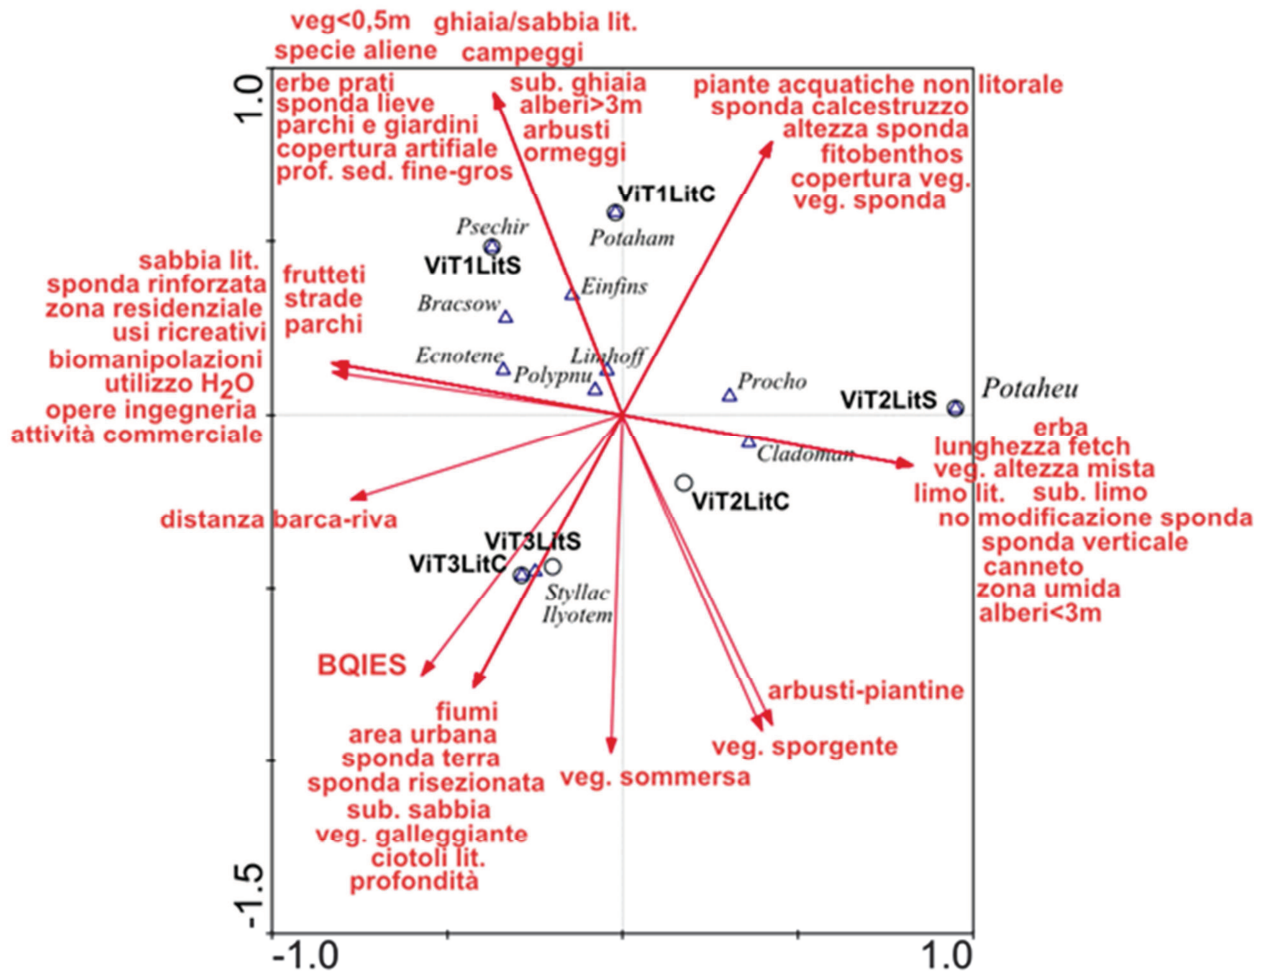 veg<0,5m ghiaia/sabbia lit.
specie aliene campeggi
1.0
erbe prati
sponda lieve
parchi e giardini
copertura artifiale
prof. sed. fine-gros
sub. ghiaia
alberi>3m
arbusti
ormeggi
piante acquatiche non litorale
sponda calcestruzzo
altezza sponda
fitobenthos
copertura veg.
veg. sponda
ViT1LitC
Potaham
Psechir
ViT1LitS
Einfins
Bracsow
Ecnotene
Limhoff
Polypnu
sabbia lit.
sponda rinforzata
zona residenziale
usi ricreativi
frutteti
strade
parchi
biomanipolazioni
utilizzo H2O
opere ingegneria
attività commerciale
Procho
ViT2LitS
Potaheu
Cladoman
ViT2LitC
erba
lunghezza fetch
veg. altezza mista
limo lit. sub. limo
no modificazione sponda
sponda verticale
canneto
zona umida
alberi<3m
distanza barca-riva
ViT3LitS
ViT3LitC
Styllac
Ilyotem
BQIES
fiumi
area urbana
sponda terra
sponda risezionata
sub. sabbia
veg. galleggiante
ciotoli lit.
profondità
veg. sommersa
arbusti-piantine
veg. sporgente
-1.5
-1.0 1.0